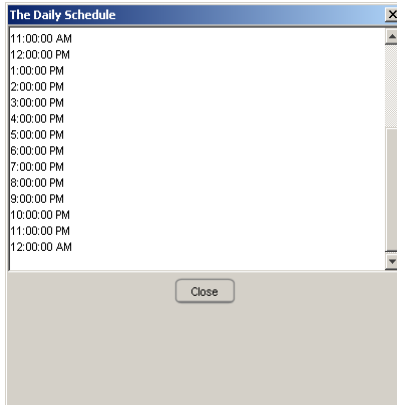 The Daily Schedule
11:00:00 AM
12:00:00 PM
1:00:00 PM
2:00:00 PM
3:00:00 PM
4:00:00 PM
5:00:00 PM
6:00:00 PM
7:00:00 PM
8:00:00 PM
9:00:00 PM
10:00:00 PM
11:00:00 PM
12:00:00 AM
Close